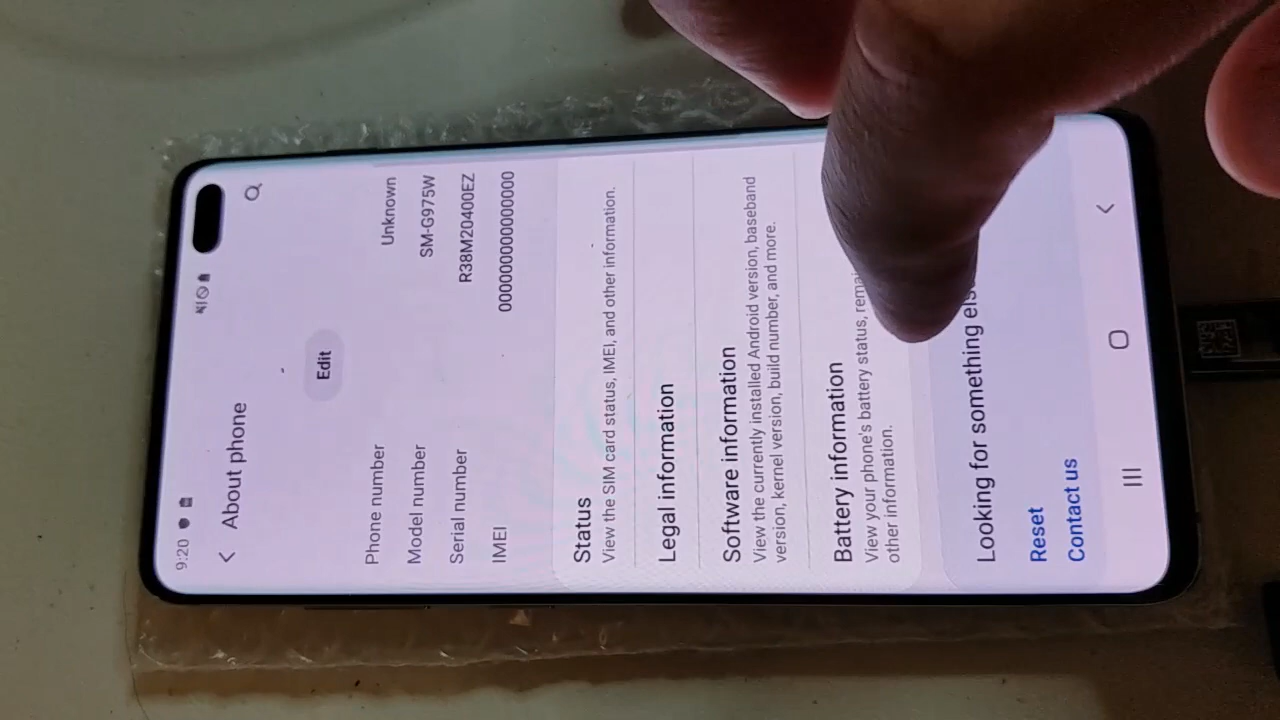 9:20
About phone
Edit
Phone number Unknown
Model number SM-G975W
Serial number R38M20400EZ
IMEI 000000000000000
Status
View the SIM card status, IMEI, and other information.
Legal information
Software information
View the currently installed Android version, baseband
version, kernel version, build number, and more.
Battery information
View your phone's battery status, remai
other information.
Looking for something els
Reset
Contact us